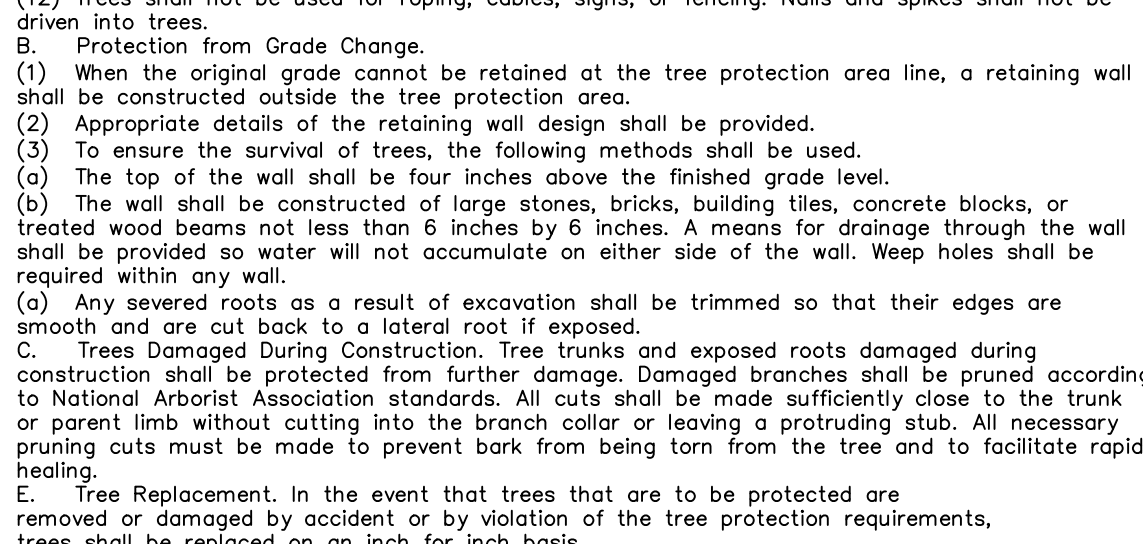 (12) Trees shall not be used for roping, cables, signs, or fencing. Nails and spikes shall not be
driven into trees.
B. Protection from Grade Change.
(1) When the original grade cannot be retained at the tree protection area line, a retaining wall
shall be constructed outside the tree protection area.
(2) Appropriate details of the retaining wall design shall be provided.
(3) To ensure the survival of trees, the following methods shall be used.
(a) The top of the wall shall be four inches above the finished grade level.
(b) The wall shall be constructed of large stones, bricks, building tiles, concrete blocks, or
treated wood beams not less than 6 inches by 6 inches. A means for drainage through the wall
shall be provided so water will not accumulate on either side of the wall. Weep holes shall be
required within any wall.
(a) Any severed roots as a result of excavation shall be trimmed so that their edges are
smooth and are cut back to a lateral root if exposed.
C. Trees Damaged During Construction. Tree trunks and exposed roots damaged during
construction shall be protected from further damage. Damaged branches shall be pruned according
to National Arborist Association standards. All cuts shall be made sufficiently close to the trunk
or parent limb without cutting into the branch collar or leaving a protruding stub. All necessary
pruning cuts must be made to prevent bark from being torn from the tree and to facilitate rapid
healing.
E. Tree Replacement. In the event that trees that are to be protected are
removed or damaged by accident or by violation of the tree protection requirements,
trees shall be replaced on an inch for inch basis